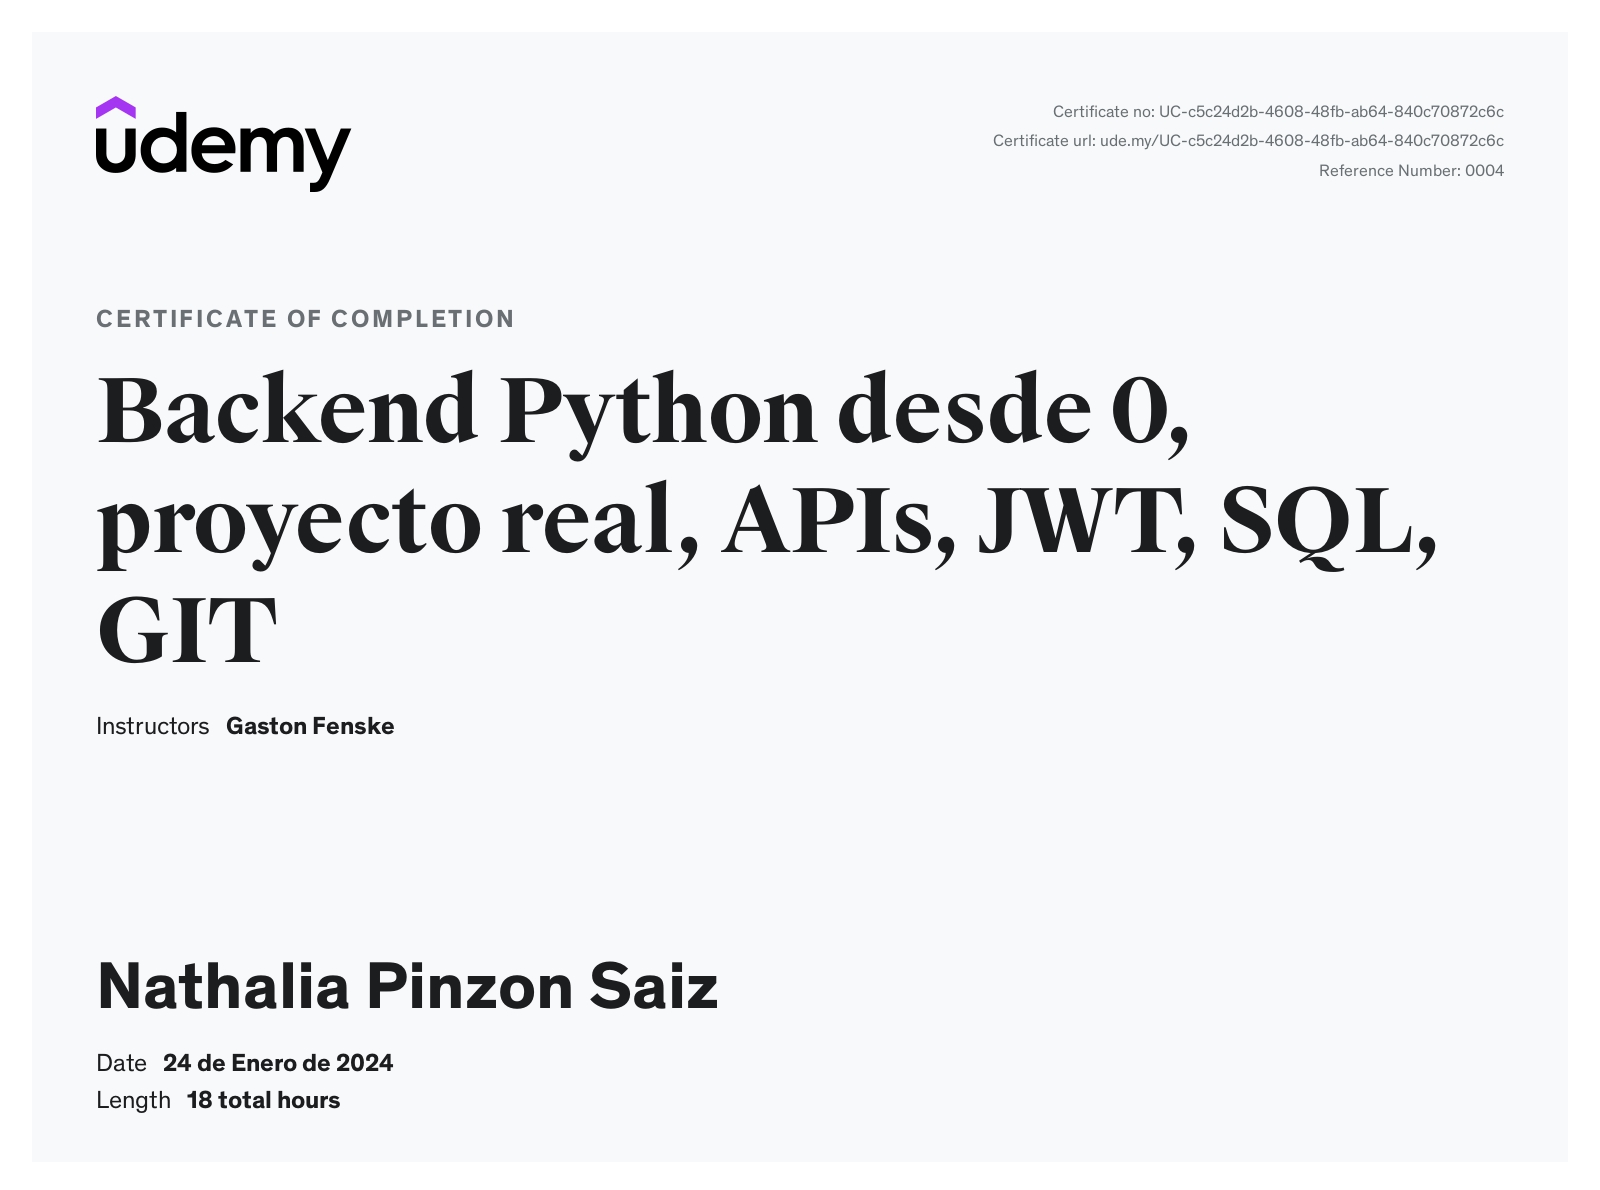 udemy
Certificate no: UC-c5c24d2b-4608-48fb-ab64-840c70872c6c
Certificate url: ude.my/UC-c5c24d2b-4608-48fb-ab64-840c70872c6c
Reference Number: 0004
CERTIFICATE OF COMPLETION
Backend Python desde 0,
proyecto real, APIs, JWT, SQL,
GIT
Instructors Gaston Fenske
Nathalia Pinzon Saiz
Date 24 de Enero de 2024
Length 18 total hours